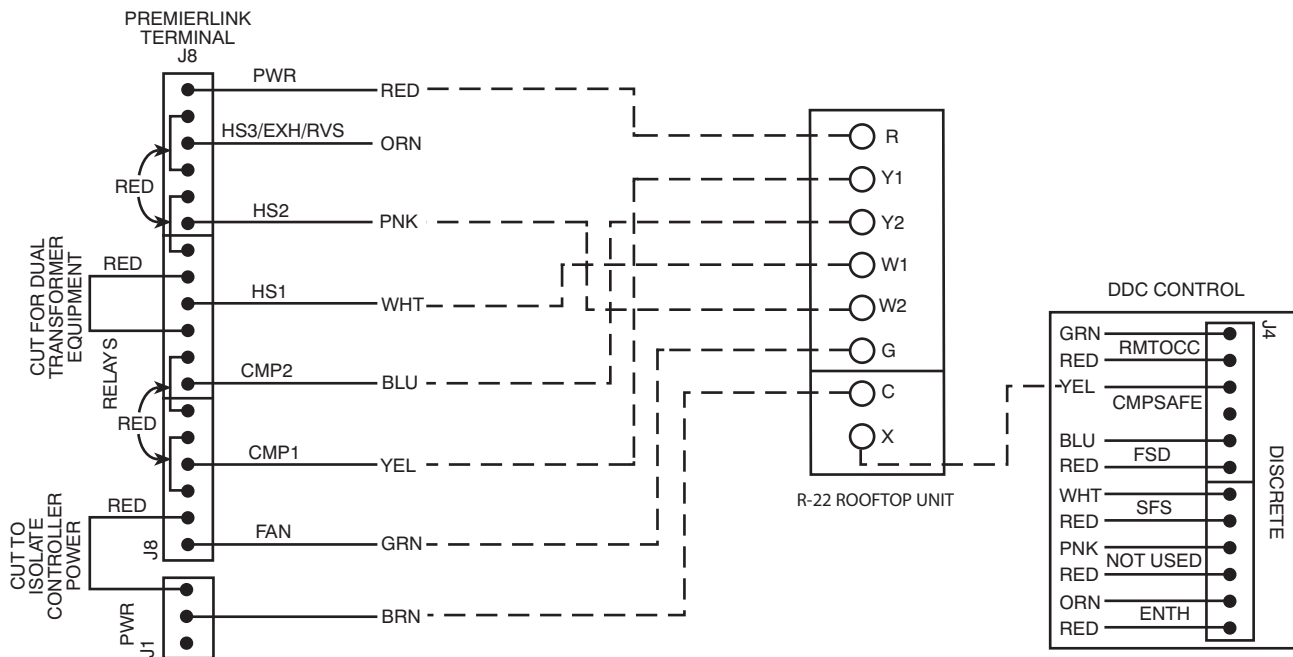 PREMIERLINK
TERMINAL
J8
PWR
RED
HS3/EXH/RVS
ORN
RED
HS2
PNK
CUT FOR DUAL
TRANSFORMER
EQUIPMENT
RED
HS1
WHT
RELAYS
CMP2
BLU
RED
CMP1
YEL
RED
CUT TO
ISOLATE
CONTROLLER
POWER
J8
FAN
GRN
PWR
J1
BRN
R
Y1
Y2
W1
W2
G
C
X
R-22 ROOFTOP UNIT
DDC CONTROL
J4
GRN
RMTOCC
RED
YEL
CMPSAFE
BLU
FSD
RED
DISCRETE
WHT
SFS
RED
PNK
NOT USED
RED
ORN
ENTH
RED